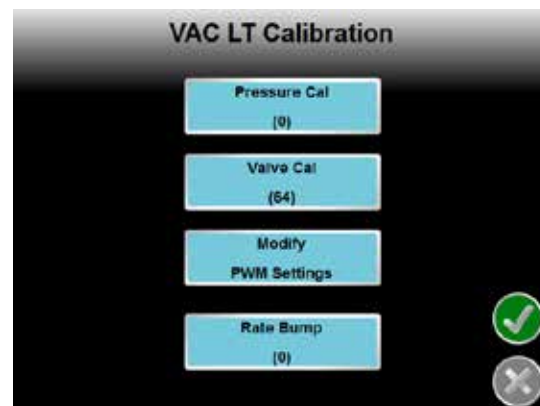 VAC LT Calibration
Pressure Cal
(0)
Valve Cal
(64)
Modify
PWM Settings
Rate Bump
(0)